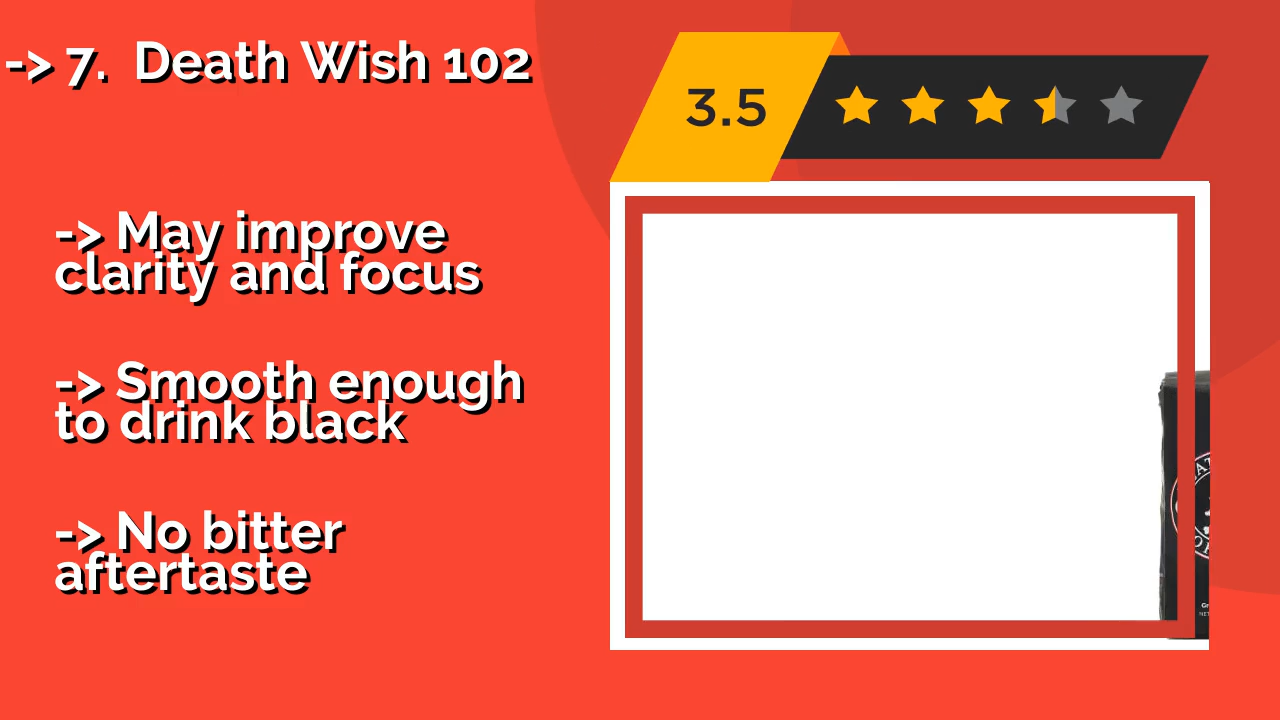 -> 7. Death Wish 102
3.5
-> May improve
clarity and focus
-> Smooth enough
to drink black
-> No bitter
aftertaste